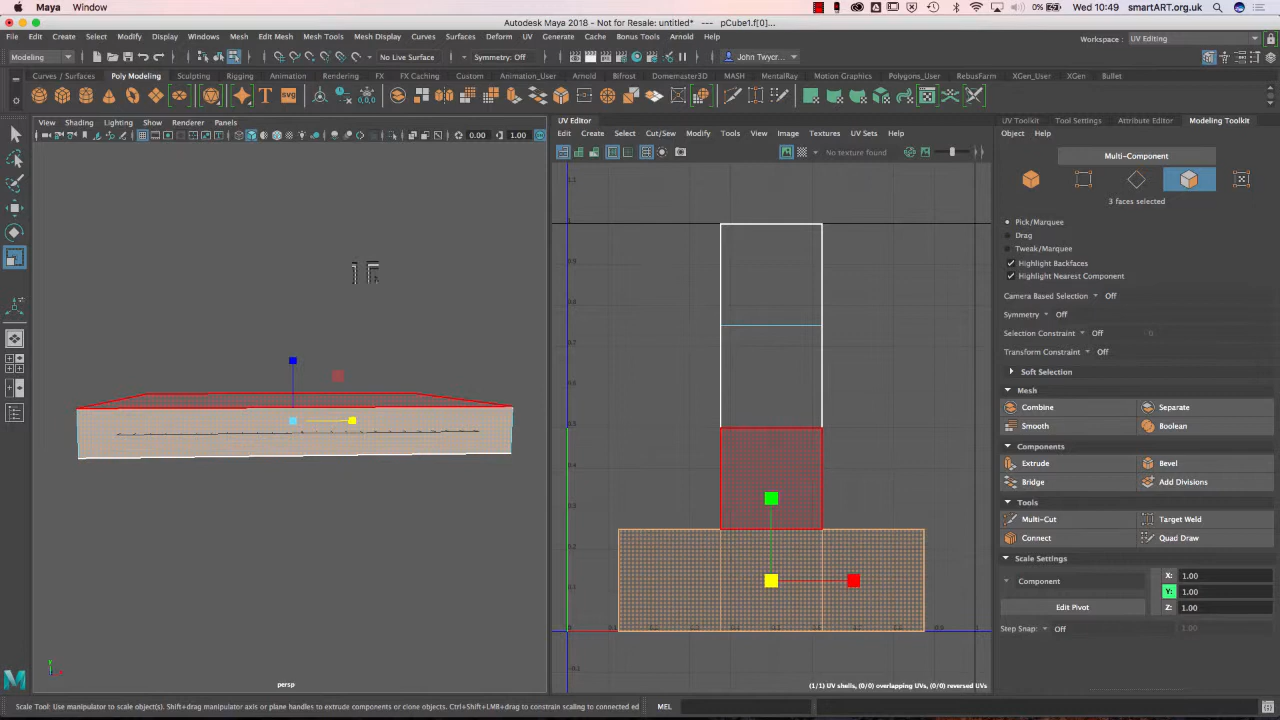 Maya Window 0% Wed 10:49 smartART.org.uk
Autodesk Maya 2018 - Not for Resale: untitled* --- pCube1.f[0]...
File Edit Create Select Modify Display Windows Mesh Edit Mesh Mesh Tools Mesh Display Curves Surfaces Deform UV Generate Cache Bonus Tools Arnold Help Workspace : UV Editing
Modeling No Live Surface Symmetry: Off John Twycr...
Curves / Surfaces Poly Modeling Sculpting Rigging Animation Rendering FX FX Caching Custom Animation_User Arnold Bifrost Domemaster3D MASH MentalRay Motion Graphics Polygons_User RebusFarm XGen_User XGen Bullet
View Shading Lighting Show Renderer Panels
0.00 1.00
persp
UV Editor
Edit Create Select Cut/Sew Modify Tools View Image Textures UV Sets Help
No texture found
(1/1) UV shells, (0/0) overlapping UVs, (0/0) reversed UVs
UV Toolkit Tool Settings Attribute Editor Modeling Toolkit
Object Help
Multi-Component
3 faces selected
Pick/Marquee
Drag
Tweak/Marquee
Highlight Backfaces
Highlight Nearest Component
Camera Based Selection Off
Symmetry Off
Selection Constraint Off
Transform Constraint Off
Soft Selection
Mesh
Combine Separate
Smooth Boolean
Components
Extrude Bevel
Bridge Add Divisions
Tools
Multi-Cut Target Weld
Connect Quad Draw
Scale Settings
Component X: 1.00
Y: 1.00
Edit Pivot Z: 1.00
Step Snap: Off 1.00
Scale Tool: Use manipulator to scale object(s). Shift+drag manipulator axis or plane handles to extrude components or clone objects. Ctrl+Shift+LMB+drag to constrain scaling to connected ed MEL